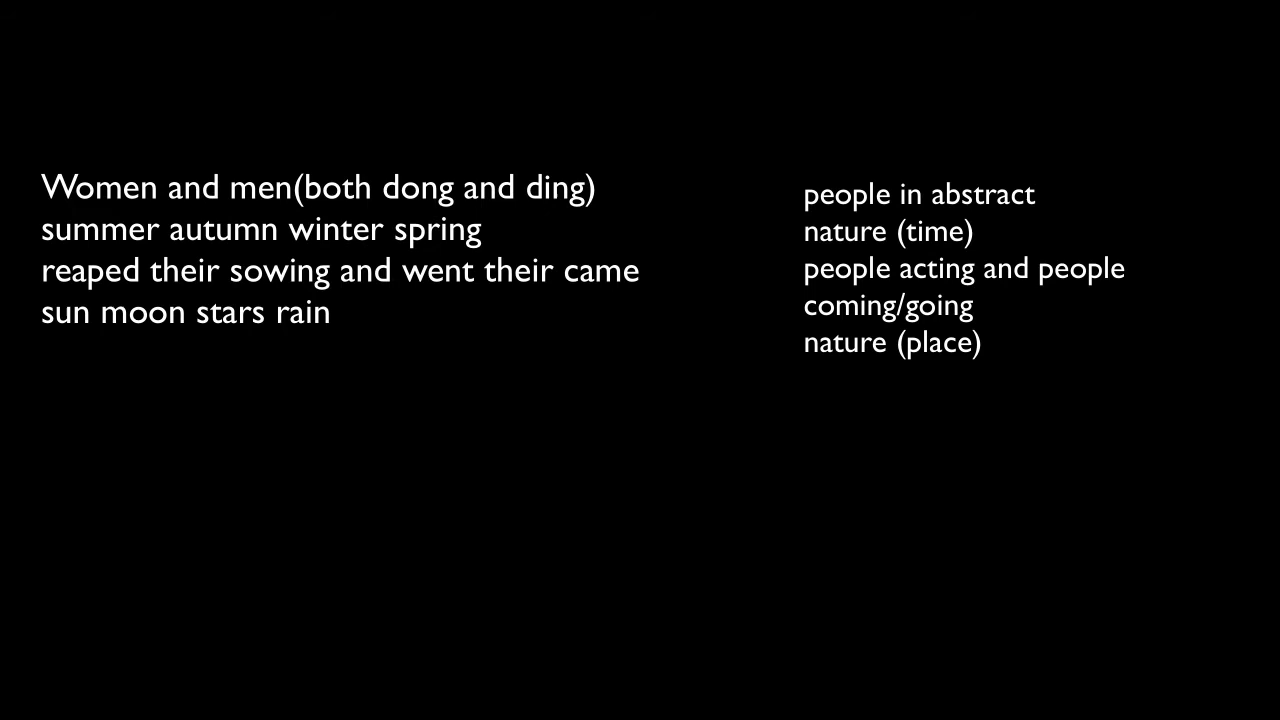 Women and men(both dong and ding)
summer autumn winter spring
reaped their sowing and went their came
sun moon stars rain
people in abstract
nature (time)
people acting and people
coming/going
nature (place)